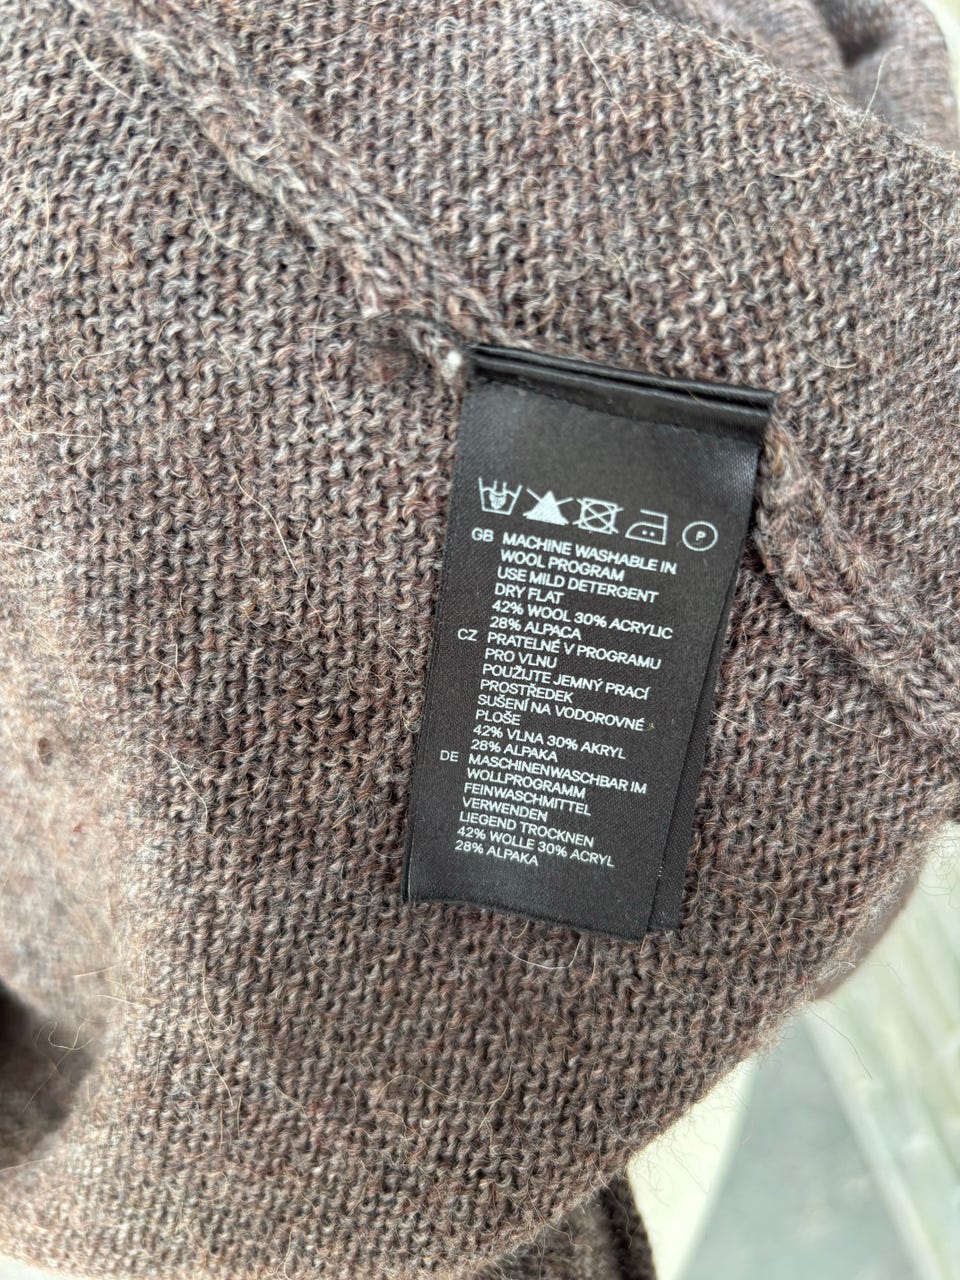 P
GB MACHINE WASHABLE IN
WOOL PROGRAM
USE MILD DETERGENT
DRY FLAT
42% WOOL 30% ACRYLIC
28% ALPACA
CZ PRATELNÉ V PROGRAMU
PRO VLNU
POUŽIJTE JEMNÝ PRACÍ
PROSTŘEDEK
SUŠENÍ NA VODOROVNÉ
PLOŠE
42% VLNA 30% AKRYL
28% ALPAKA
DE MASCHINENWASCHBAR IM
WOLLPROGRAMM
FEINWASCHMITTEL
VERWENDEN
LIEGEND TROCKNEN
42% WOLLE 30% ACRYL
28% ALPAKA